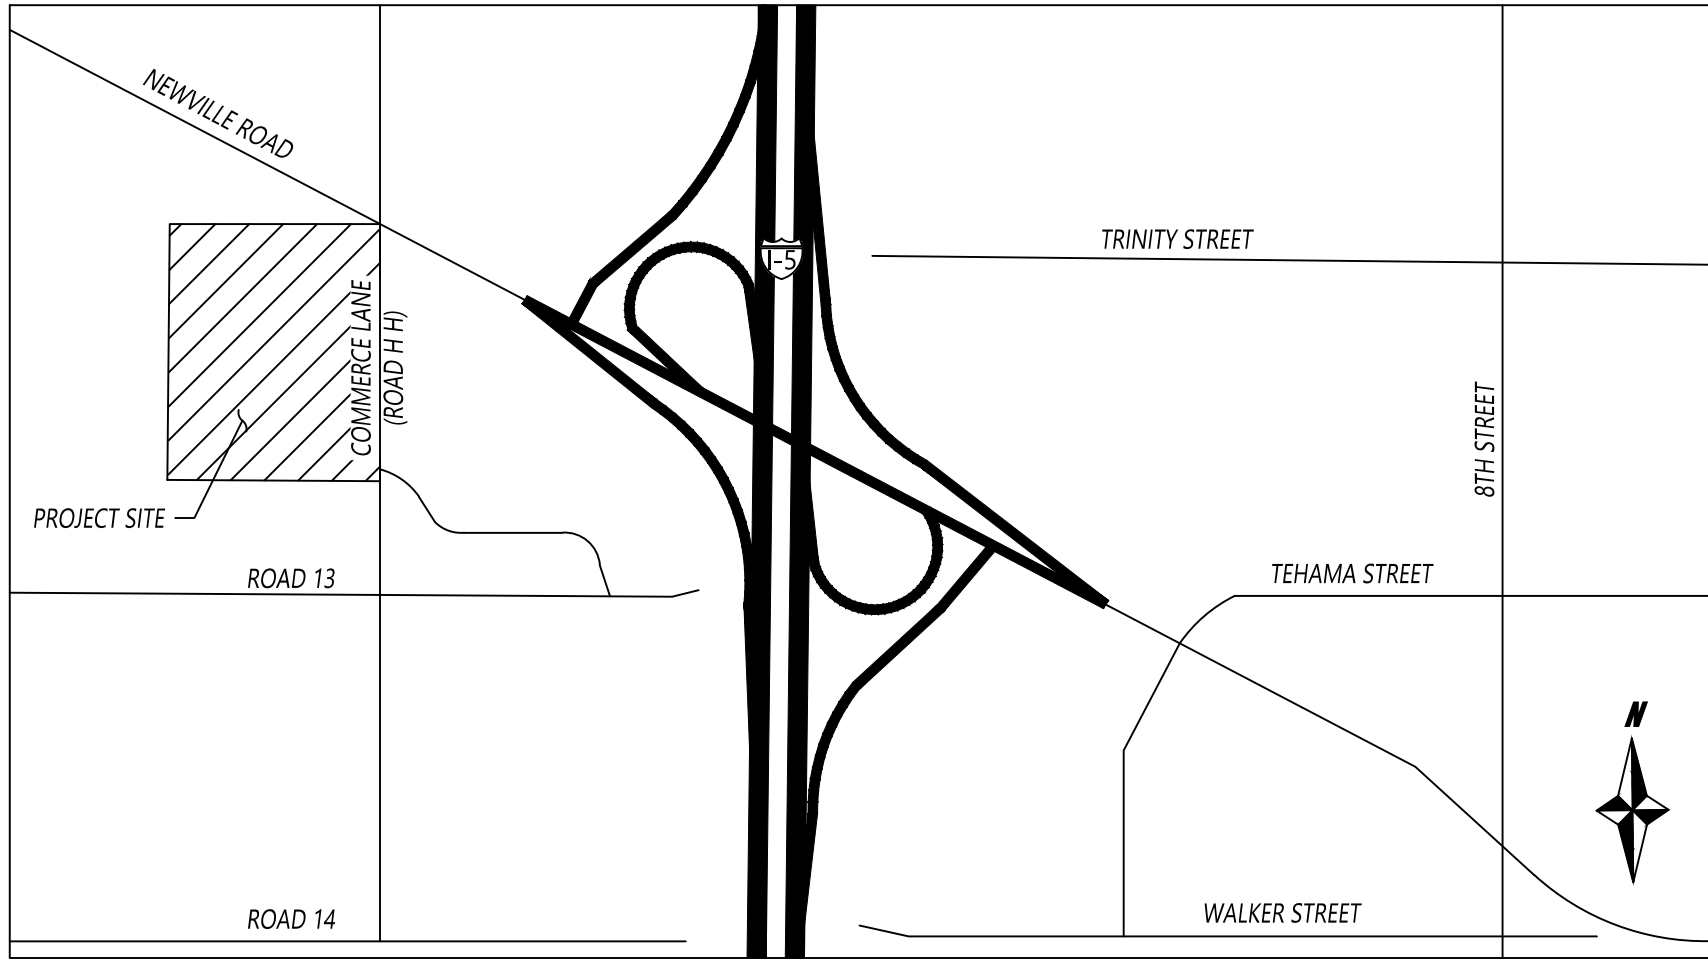 NEWVILLE ROAD
TRINITY STREET
I-5
COMMERCE LANE
(ROAD H H)
8TH STREET
PROJECT SITE
ROAD 13
TEHAMA STREET
N
ROAD 14
WALKER STREET